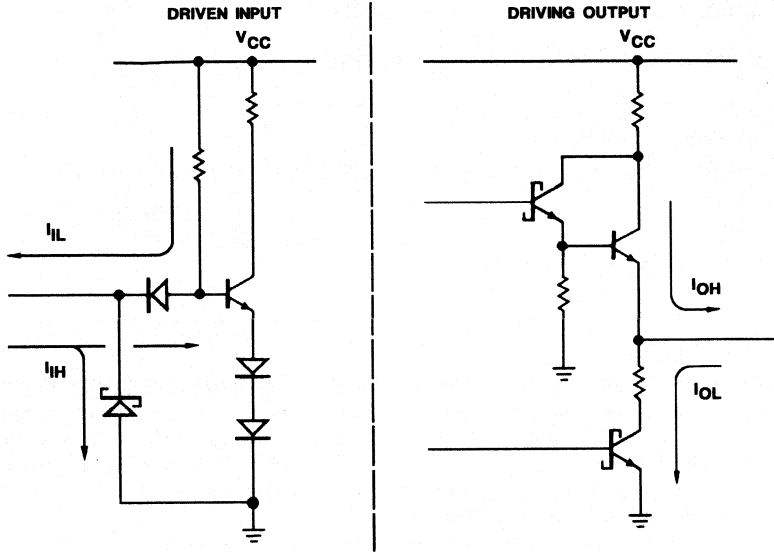 DRIVEN INPUT
VCC
IIL
IIH
DRIVING OUTPUT
VCC
IOH
IOL